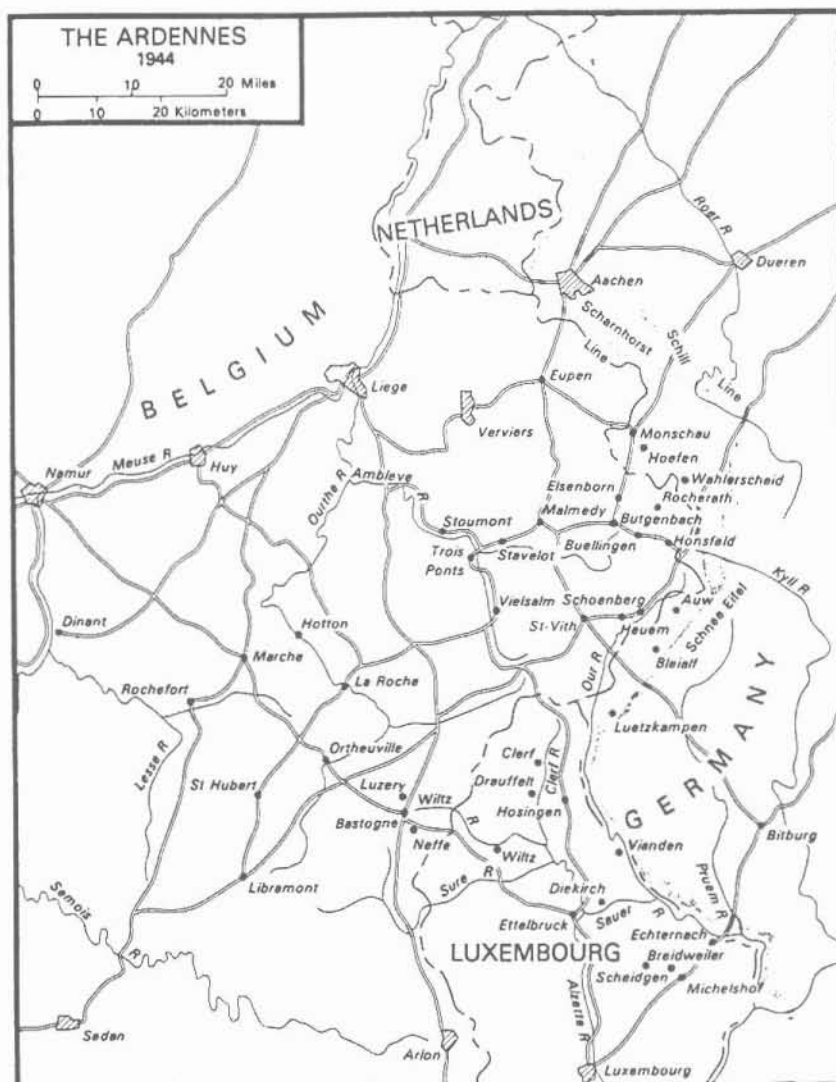 THE ARDENNES
1944
0 10 20 Miles
0 10 20 Kilometers
NETHERLANDS
Roer R
Dueren
Aachen
Scharnhorst
Line
Schill
Line
BELGIUM
Liege
Eupen
Verviers
Monschau
Hoefen
Namur
Meuse R
Huy
Ourthe R
Ambleve R
Elsenborn
Wahlerscheid
Rocherath
Stoumont
Malmedy
Butgenbach
Trois
Ponts
Stavelot
Buellingen
Honsfeld
Kyll R
Vielsalm
Schoenberg
Auw
Schnee Eifel
St-Vith
Heuem
Dinant
Hotton
Marche
Our R
Bleialf
La Roche
Rochefort
Luetzkampen
GERMANY
Lesse R
Ortheuville
Clerf
Clerf R
St Hubert
Luzery
Wiltz R
Drauffelt
Hosingen
Bastogne
Neffe
Wiltz
Vianden
Bitburg
Libramont
Sure R
Diekirch
Pruem R
Semois R
Ettelbruck
Sauer R
Echternach
LUXEMBOURG
Breidweiler
Scheidgen
Michelshof
Alzette R
Sedan
Arlon
Luxembourg